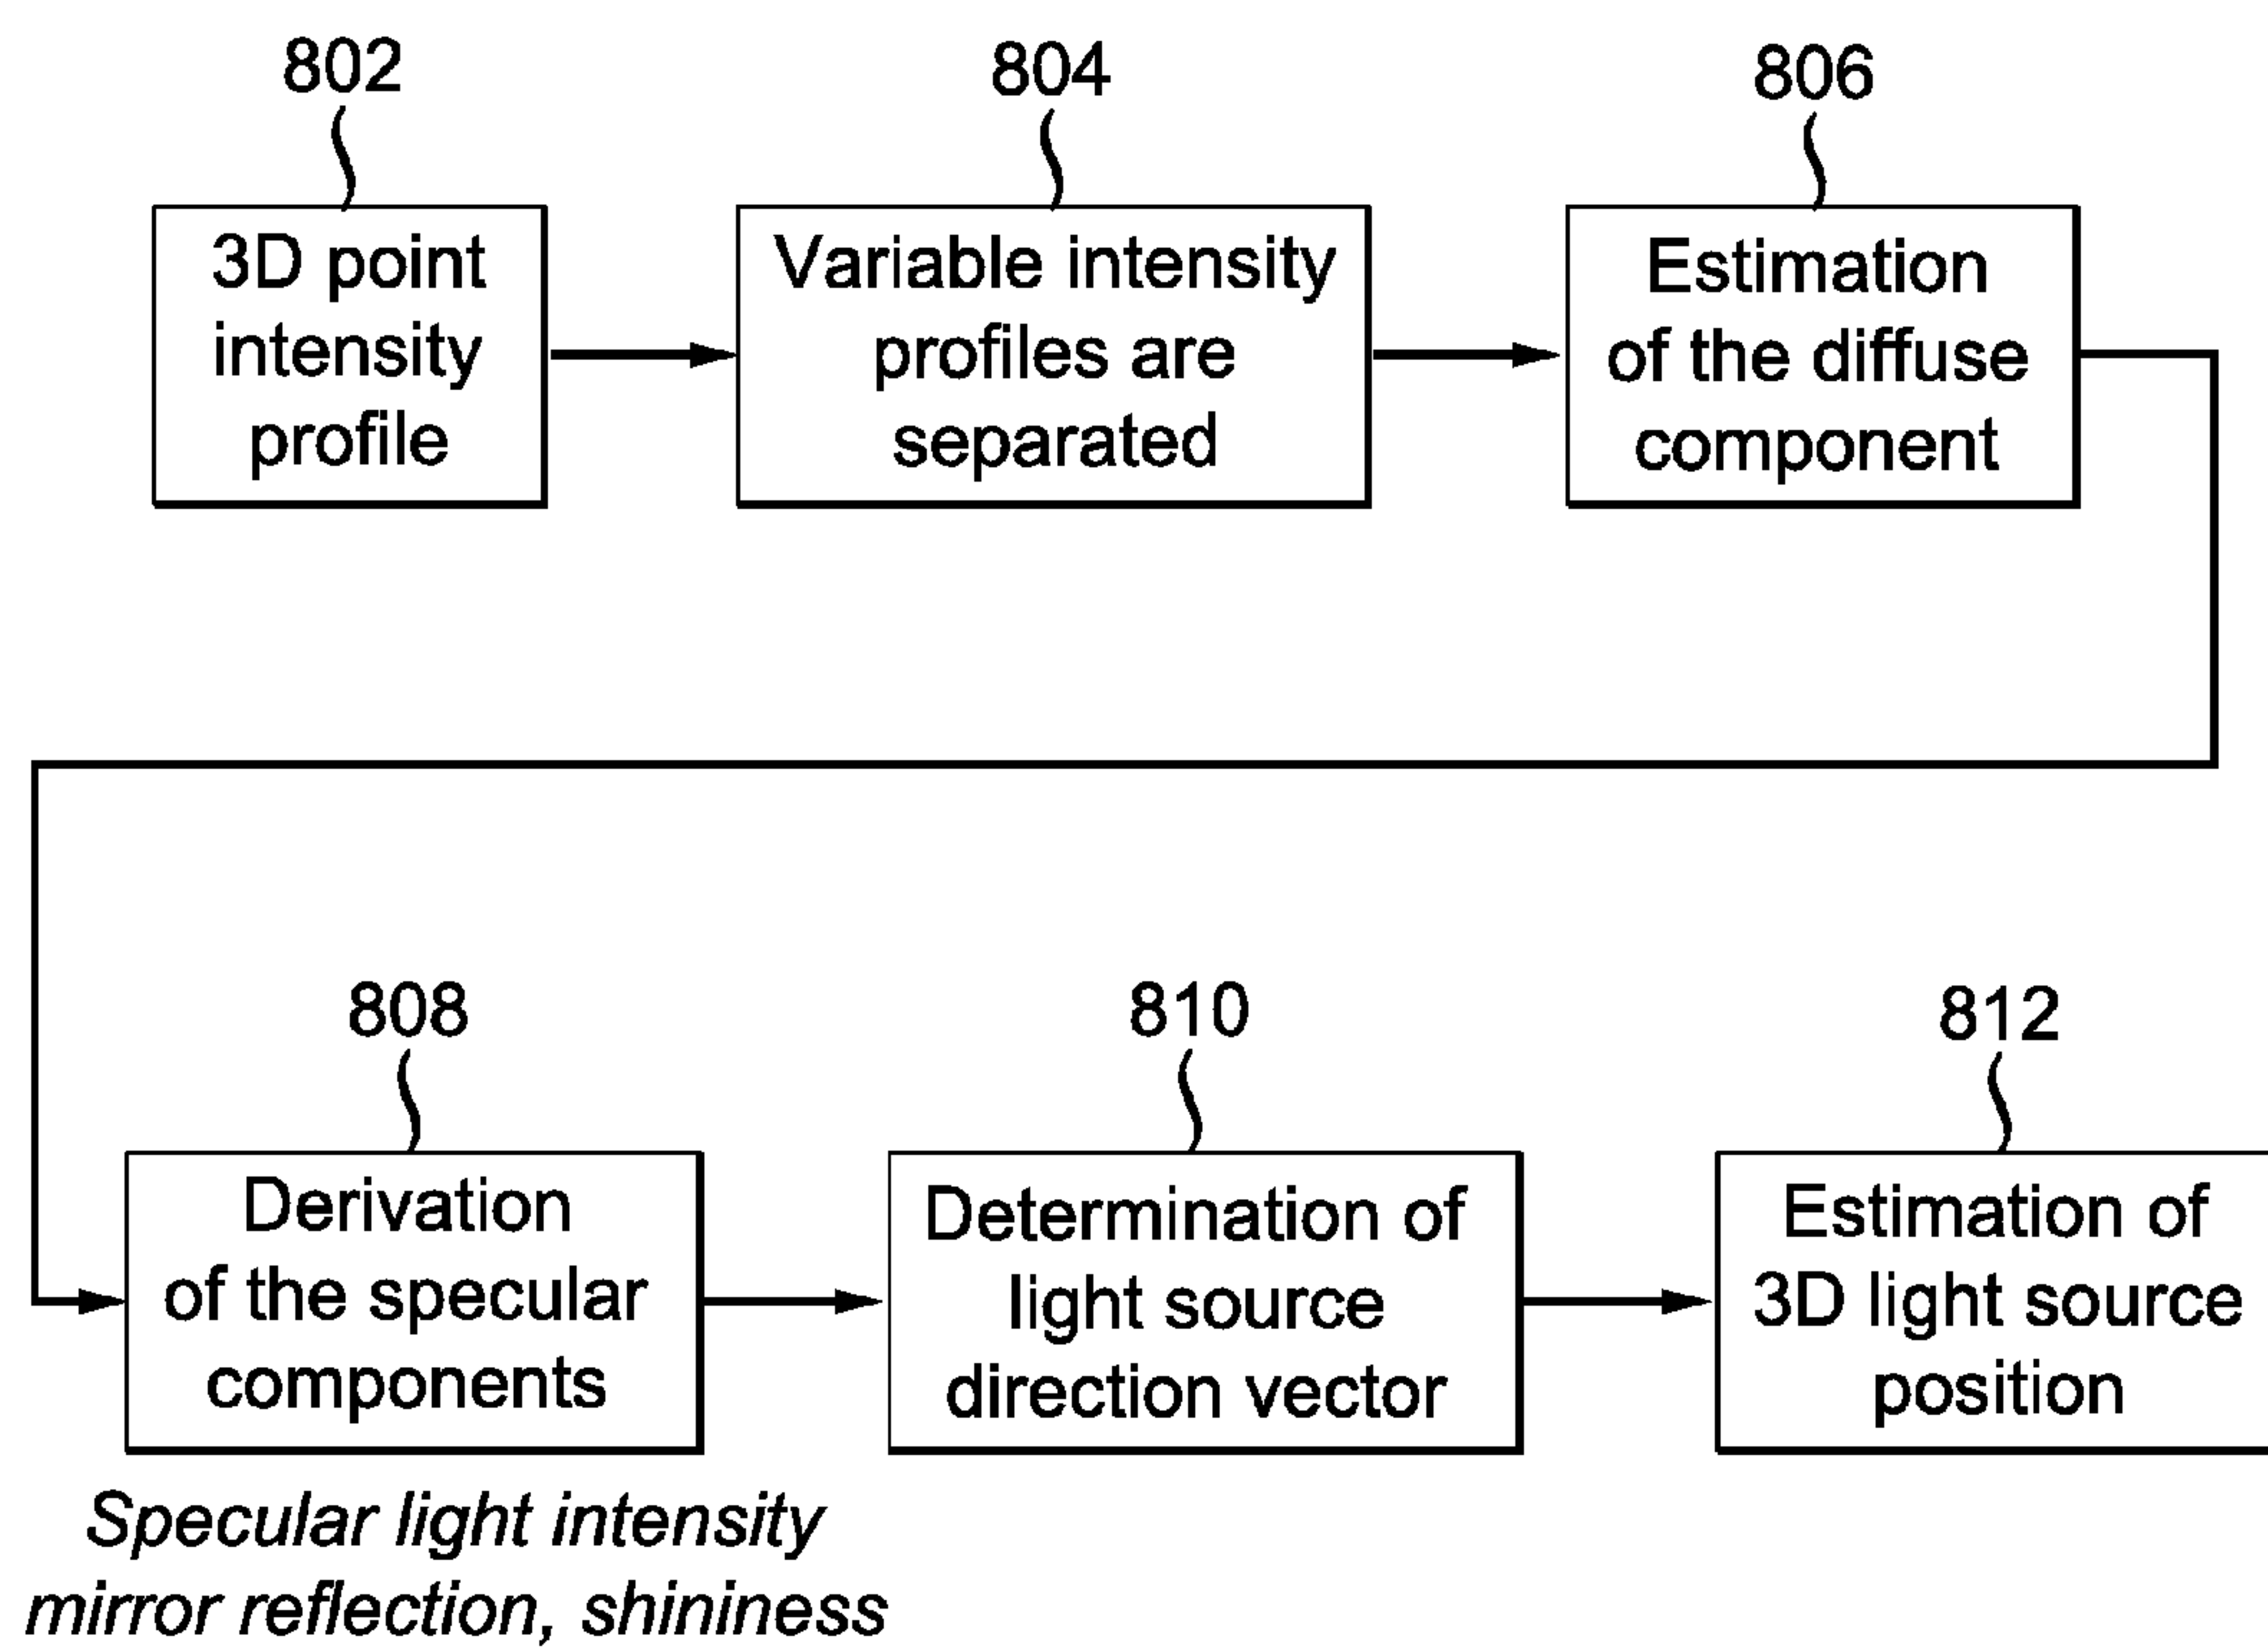 802
804
806
3D point
intensity
profile
Variable intensity
profiles are
separated
Estimation
of the diffuse
component
808
810
812
Derivation
of the specular
components
Determination of
light source
direction vector
Estimation of
3D light source
position
Specular light intensity
mirror reflection, shininess